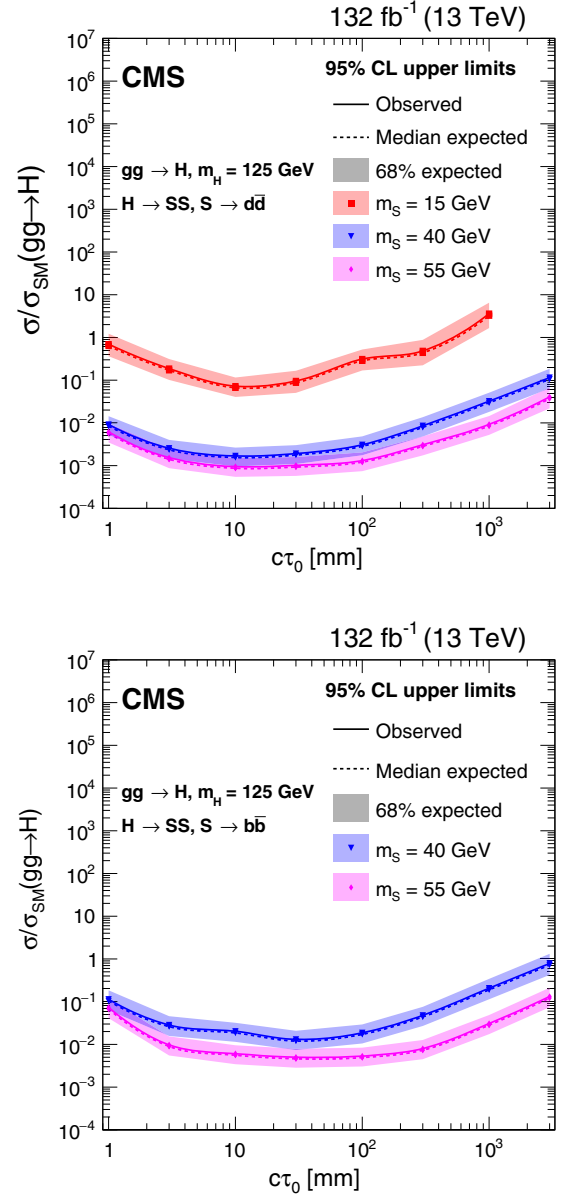 132 fb⁻¹ (13 TeV)
10⁷
10⁶
10⁵
10⁴
10³
10²
10
1
10⁻¹
10⁻²
10⁻³
10⁻⁴
σ/σ_SM(gg→H)
CMS
95% CL upper limits
Observed
Median expected
68% expected
m_S = 15 GeV
m_S = 40 GeV
m_S = 55 GeV
gg → H, m_H = 125 GeV
H → SS, S → dd̅
1 10 10² 10³
cτ₀ [mm]
132 fb⁻¹ (13 TeV)
10⁷
10⁶
10⁵
10⁴
10³
10²
10
1
10⁻¹
10⁻²
10⁻³
10⁻⁴
σ/σ_SM(gg→H)
CMS
95% CL upper limits
Observed
Median expected
68% expected
m_S = 40 GeV
m_S = 55 GeV
gg → H, m_H = 125 GeV
H → SS, S → bb̅
1 10 10² 10³
cτ₀ [mm]